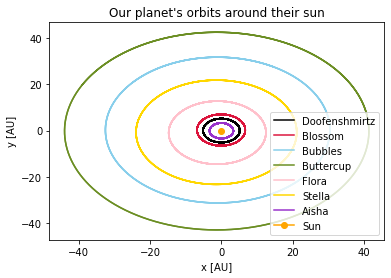 Our planet's orbits around their sun
40
20
0
−20
−40
y [AU]
Doofenshmirtz
Blossom
Bubbles
Buttercup
Flora
Stella
Aisha
Sun
−40
−20
0
20
x [AU]